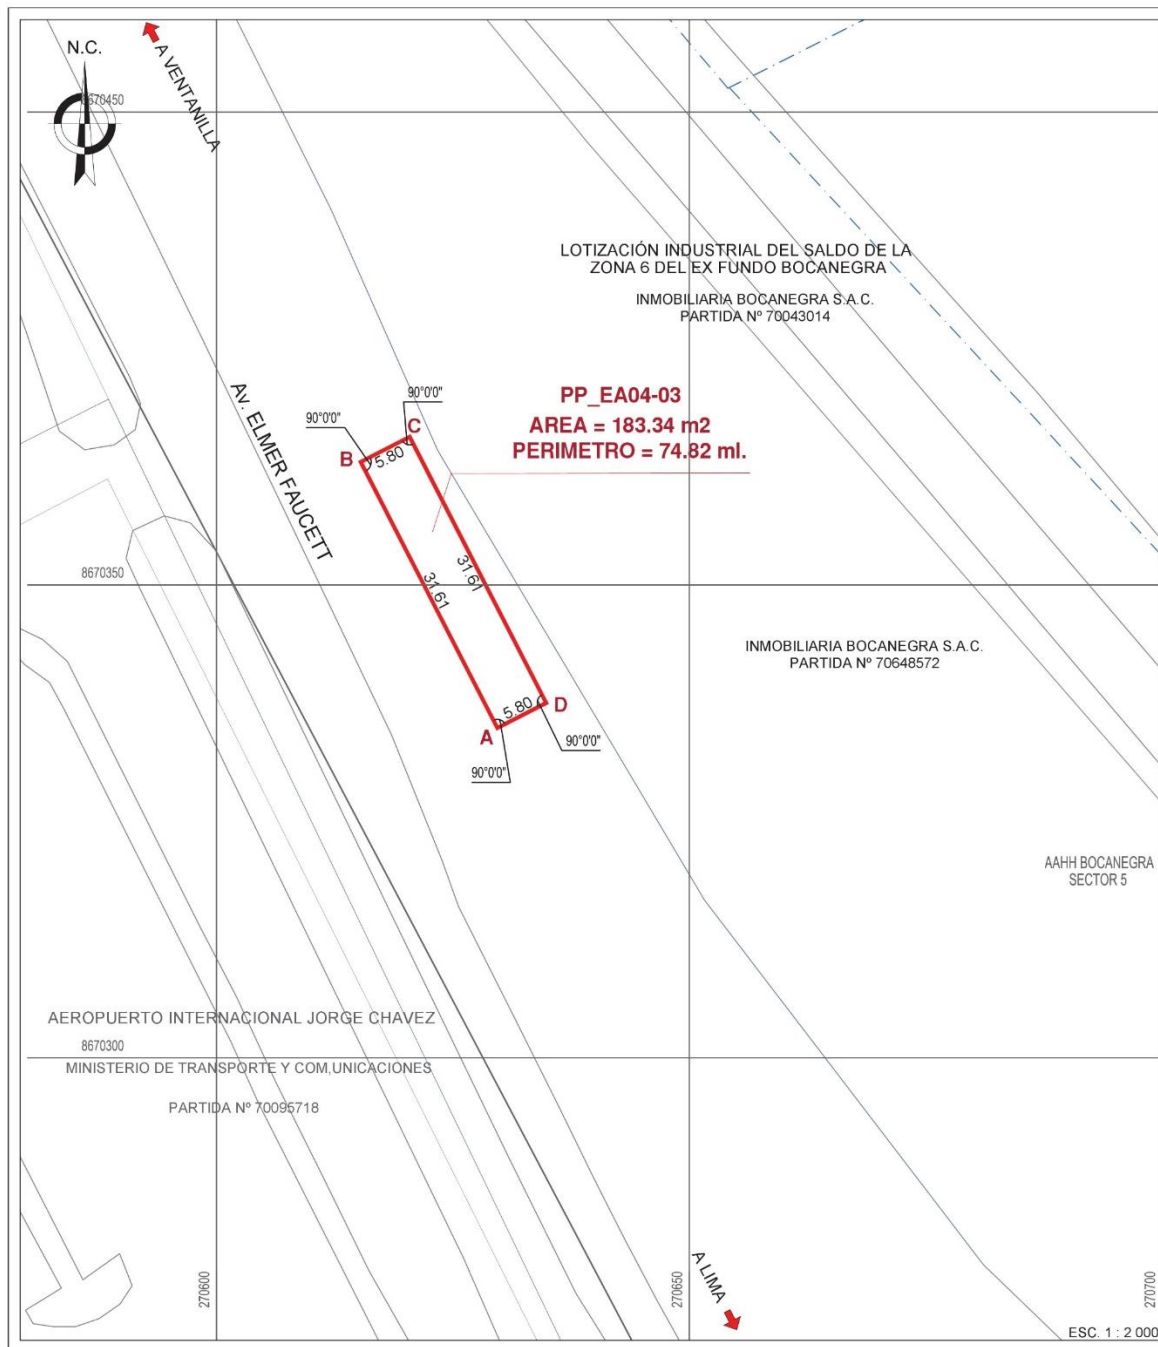 N.C.
A VENTANILLA
8670450
LOTIZACIÓN INDUSTRIAL DEL SALDO DE LA
ZONA 6 DEL EX FUNDO BOCANEGRA
INMOBILIARIA BOCANEGRA S.A.C.
PARTIDA Nº 70043014
PP_EA04-03
AREA = 183.34 m2
PERIMETRO = 74.82 ml.
90°0'0"
90°0'0"
C
B
5.80
Av. ELMER FAUCETT
31.61
31.61
8670350
INMOBILIARIA BOCANEGRA S.A.C.
PARTIDA Nº 70648572
5.80
D
A
90°0'0"
90°0'0"
AAHH BOCANEGRA
SECTOR 5
AEROPUERTO INTERNACIONAL JORGE CHAVEZ
8670300
MINISTERIO DE TRANSPORTE Y COM,UNICACIONES
PARTIDA Nº 70095718
270600
270650
270700
A LIMA
ESC. 1 : 2 000